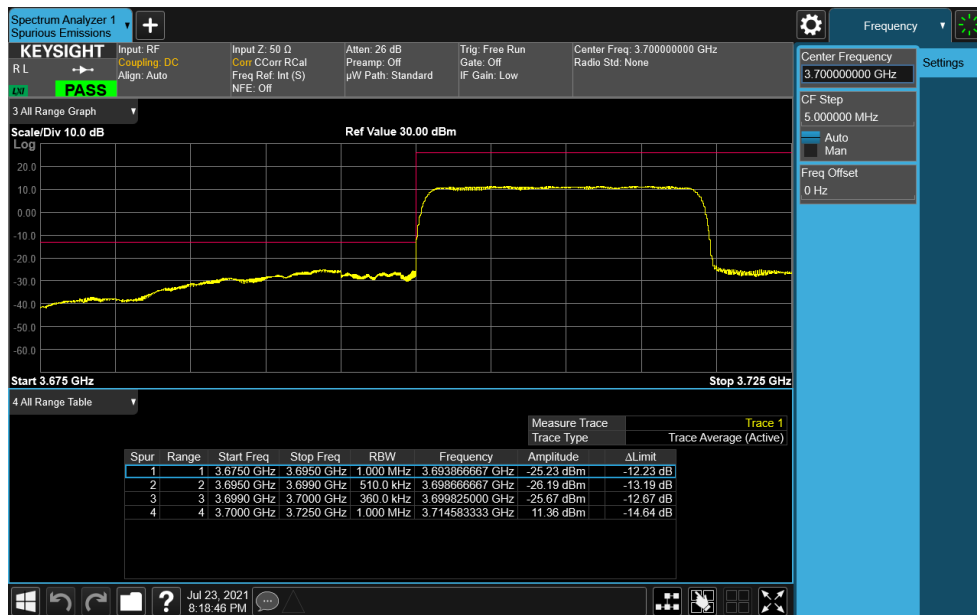 Spectrum Analyzer 1
Spurious Emissions
Frequency
KEYSIGHT
R L
LXI
PASS
Input: RF
Coupling: DC
Align: Auto
Input Z: 50 Ω
Corr CCorr RCal
Freq Ref: Int (S)
NFE: Off
Atten: 26 dB
Preamp: Off
µW Path: Standard
Trig: Free Run
Gate: Off
IF Gain: Low
Center Freq: 3.700000000 GHz
Radio Std: None
Center Frequency
3.700000000 GHz
Settings
CF Step
5.000000 MHz
Auto
Man
Freq Offset
0 Hz
3 All Range Graph
Scale/Div 10.0 dB
Ref Value 30.00 dBm
Log
20.0
10.0
0.00
-10.0
-20.0
-30.0
-40.0
-50.0
-60.0
Start 3.675 GHz
Stop 3.725 GHz
4 All Range Table
Measure Trace Trace 1
Trace Type Trace Average (Active)
Spur Range Start Freq Stop Freq RBW Frequency Amplitude ΔLimit
1 1 3.6750 GHz 3.6950 GHz 1.000 MHz 3.693866667 GHz -25.23 dBm -12.23 dB
2 2 3.6950 GHz 3.6990 GHz 510.0 kHz 3.698666667 GHz -26.19 dBm -13.19 dB
3 3 3.6990 GHz 3.7000 GHz 360.0 kHz 3.699825000 GHz -25.67 dBm -12.67 dB
4 4 3.7000 GHz 3.7250 GHz 1.000 MHz 3.714583333 GHz 11.36 dBm -14.64 dB
?
Jul 23, 2021
8:18:46 PM